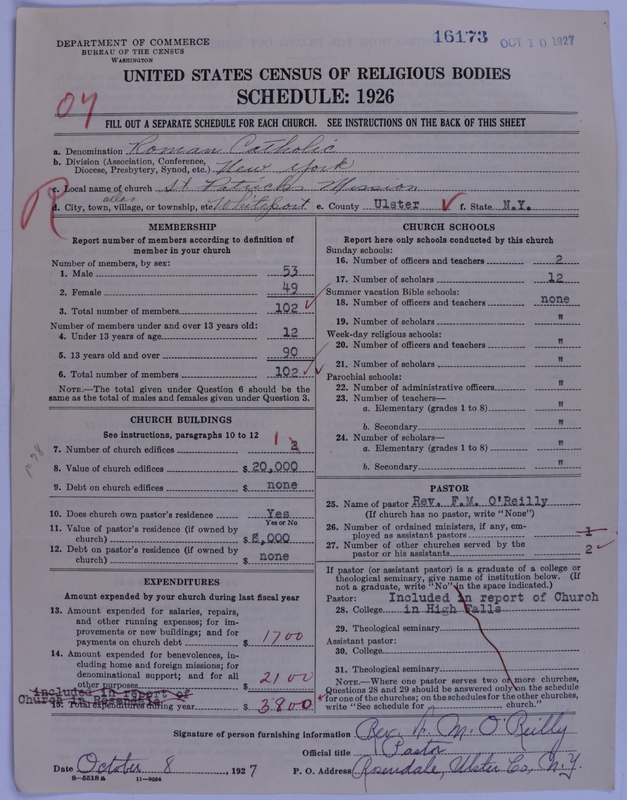 16173 OCT 10 1927
DEPARTMENT OF COMMERCE
BUREAU OF THE CENSUS
WASHINGTON
UNITED STATES CENSUS OF RELIGIOUS BODIES
SCHEDULE: 1926
04
FILL OUT A SEPARATE SCHEDULE FOR EACH CHURCH. SEE INSTRUCTIONS ON THE BACK OF THIS SHEET
a. Denomination Roman Catholic
b. Division (Association, Conference,
Diocese, Presbytery, Synod, etc.) New York
c. Local name of church St Patricks Mission
R
d. City, town, village, or township, etc. Whiteport e. County Ulster f. State N.Y.
MEMBERSHIP
Report number of members according to definition of
member in your church
Number of members, by sex:
1. Male 53
2. Female 49
3. Total number of members 102
Number of members under and over 13 years old:
4. Under 13 years of age 12
5. 13 years old and over 90
6. Total number of members 102
NOTE.—The total given under Question 6 should be the
same as the total of males and females given under Question 3.
CHURCH BUILDINGS
See instructions, paragraphs 10 to 12
7. Number of church edifices 1
8. Value of church edifices $20,000
9. Debt on church edifices $ none
10. Does church own pastor's residence Yes
Yes or No
11. Value of pastor's residence (if owned by
church) $8,000
12. Debt on pastor's residence (if owned by
church) $ none
EXPENDITURES
Amount expended by your church during last fiscal year
13. Amount expended for salaries, repairs,
and other running expenses; for im-
provements or new buildings; and for
payments on church debt $ 1700
14. Amount expended for benevolences, in-
cluding home and foreign missions; for
denominational support; and for all
other purposes $ 2100
included in report of
Church in Rosendale
15. Total expenditures during year $ 3800
CHURCH SCHOOLS
Report here only schools conducted by this church
Sunday schools:
16. Number of officers and teachers 2
17. Number of scholars 12
Summer vacation Bible schools:
18. Number of officers and teachers none
19. Number of scholars "
Week-day religious schools:
20. Number of officers and teachers "
21. Number of scholars "
Parochial schools:
22. Number of administrative officers "
23. Number of teachers—
a. Elementary (grades 1 to 8) "
b. Secondary "
24. Number of scholars—
a. Elementary (grades 1 to 8) "
b. Secondary "
PASTOR
25. Name of pastor Rev. F.M. O'Reilly
(If church has no pastor, write "None")
26. Number of ordained ministers, if any, em-
ployed as assistant pastors 1
27. Number of other churches served by the
pastor or his assistants 2
If pastor (or assistant pastor) is a graduate of a college or
theological seminary, give name of institution below. (If
not a graduate, write "No" in the space indicated.)
Pastor: Included in report of Church
28. College in High Falls
29. Theological seminary
Assistant pastor:
30. College
31. Theological seminary
NOTE.—Where one pastor serves two or more churches,
Questions 28 and 29 should be answered only on the schedule
for one of the churches; on the schedules for the other churches,
write "See schedule for church."
Signature of person furnishing information Rev. F. M. O'Reilly
Official title Pastor
Date October 8, 1927 P. O. Address Rosendale, Ulster Co., N.Y.
8—5518 a 11—9034